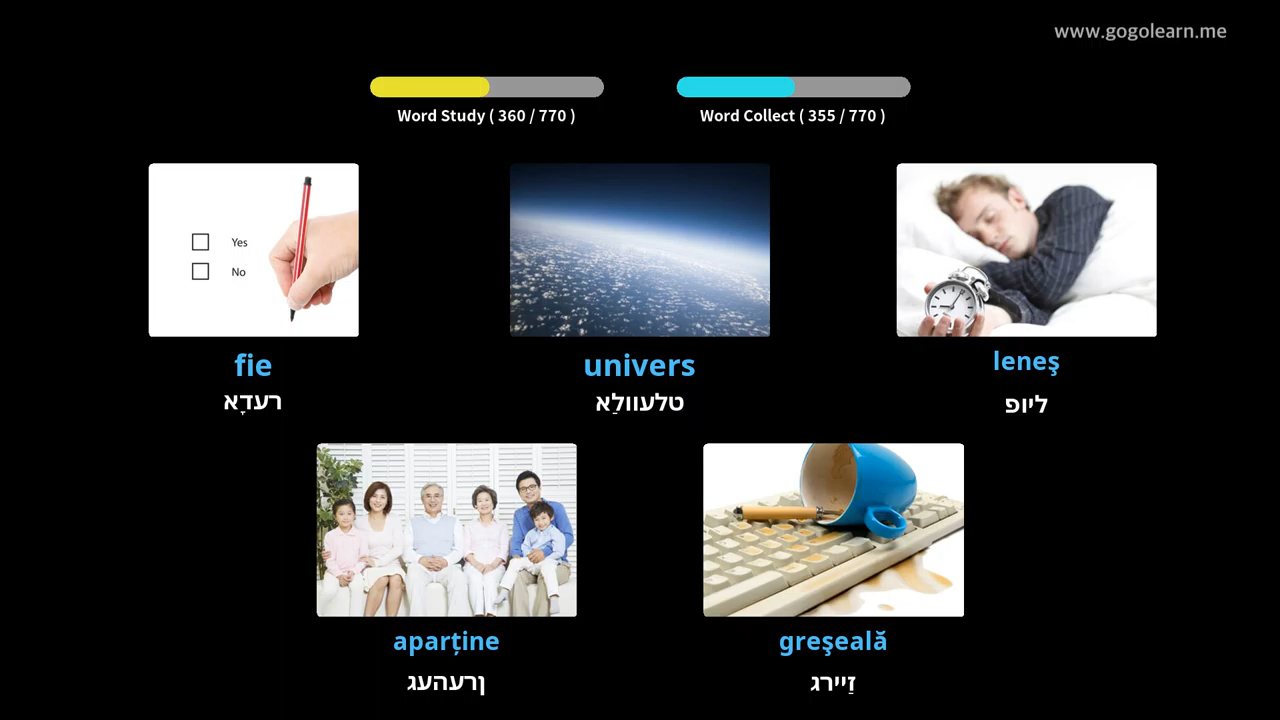 www.gogolearn.me
Word Study ( 360 / 770 )
Word Collect ( 355 / 770 )
Yes
No
fie
רעדָא
univers
טלעוולַא
leneş
ליופ
aparține
ןרעהעג
greşeală
זַיירג